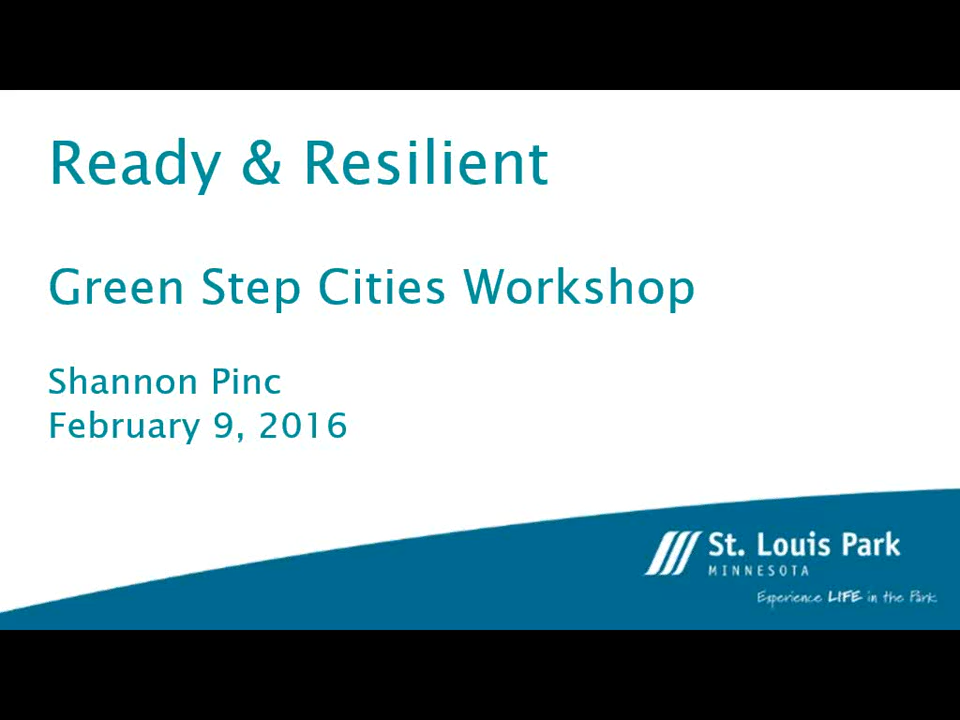 Ready & Resilient
Green Step Cities Workshop
Shannon Pinc
February 9, 2016
St. Louis Park
MINNESOTA
Experience LIFE in the Park